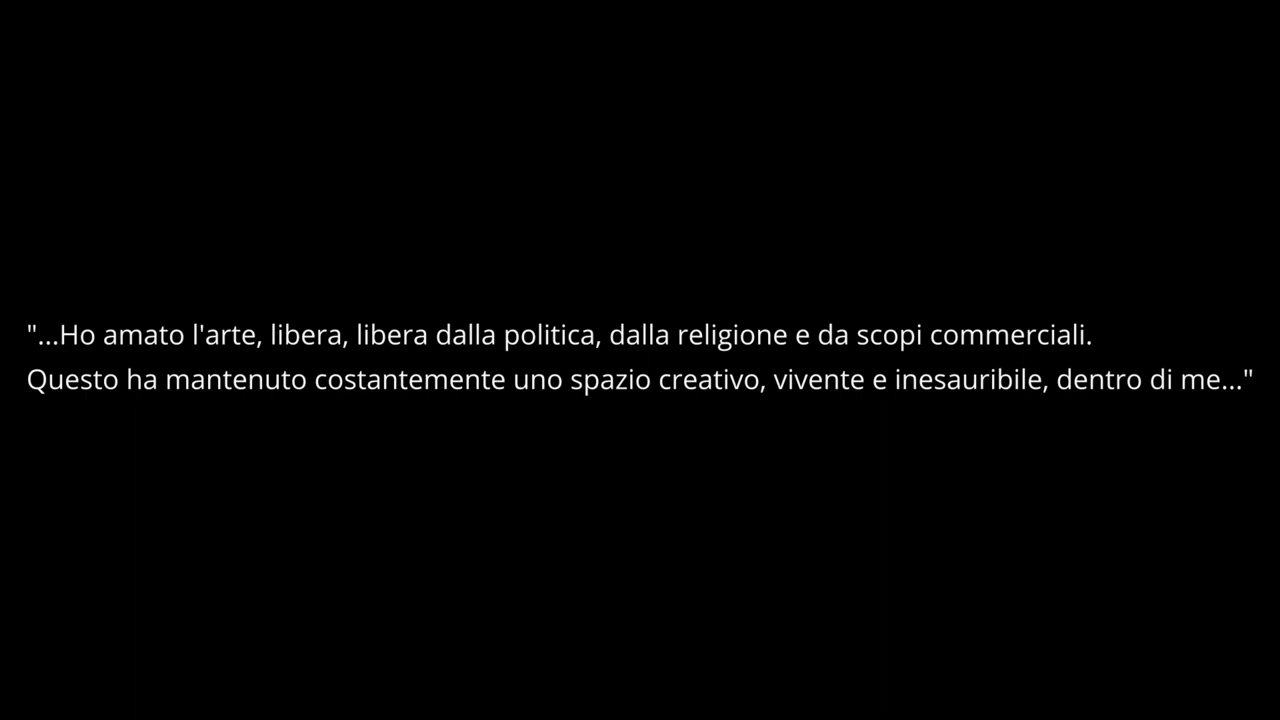 "...Ho amato l'arte, libera, libera dalla politica, dalla religione e da scopi commerciali.
Questo ha mantenuto costantemente uno spazio creativo, vivente e inesauribile, dentro di me..."